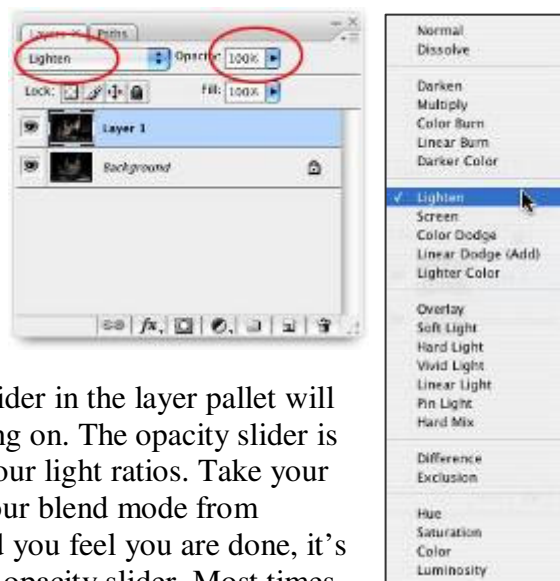 Layers × Paths
Lighten Opacity: 100%
Lock: Fill: 100%
Layer 1
Background
Normal
Dissolve
Darken
Multiply
Color Burn
Linear Burn
Darker Color
✓ Lighten
Screen
Color Dodge
Linear Dodge (Add)
Lighter Color
Overlay
Soft Light
Hard Light
Vivid Light
Linear Light
Pin Light
Hard Mix
Difference
Exclusion
Hue
Saturation
Color
Luminosity
ider in the layer pallet will
ng on. The opacity slider is
our light ratios. Take your
our blend mode from
d you feel you are done, it's
opacity slider. Most times